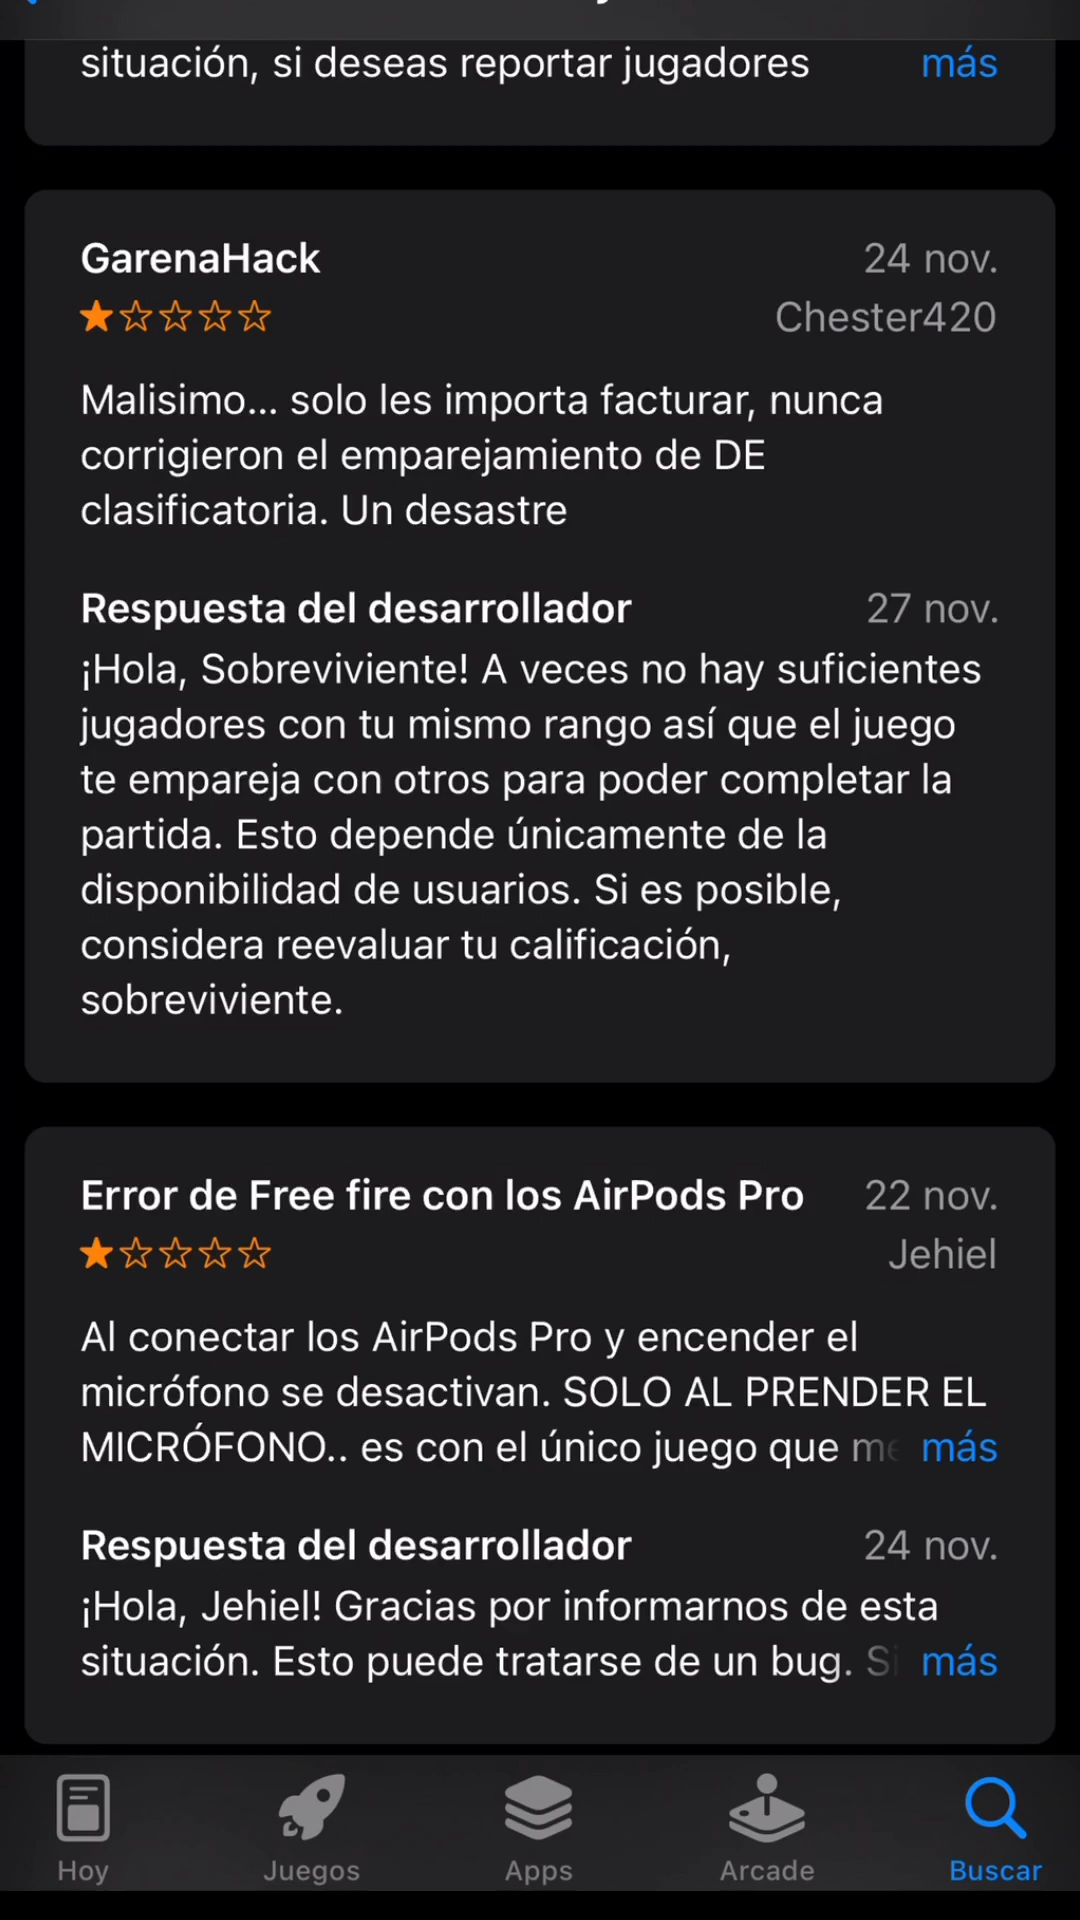 situación, si deseas reportar jugadores más
GarenaHack 24 nov.
Chester420
Malisimo... solo les importa facturar, nunca
corrigieron el emparejamiento de DE
clasificatoria. Un desastre
Respuesta del desarrollador 27 nov.
¡Hola, Sobreviviente! A veces no hay suficientes
jugadores con tu mismo rango así que el juego
te empareja con otros para poder completar la
partida. Esto depende únicamente de la
disponibilidad de usuarios. Si es posible,
considera reevaluar tu calificación,
sobreviviente.
Error de Free fire con los AirPods Pro 22 nov.
Jehiel
Al conectar los AirPods Pro y encender el
micrófono se desactivan. SOLO AL PRENDER EL
MICRÓFONO.. es con el único juego que me más
Respuesta del desarrollador 24 nov.
¡Hola, Jehiel! Gracias por informarnos de esta
situación. Esto puede tratarse de un bug. Si más
Hoy Juegos Apps Arcade Buscar